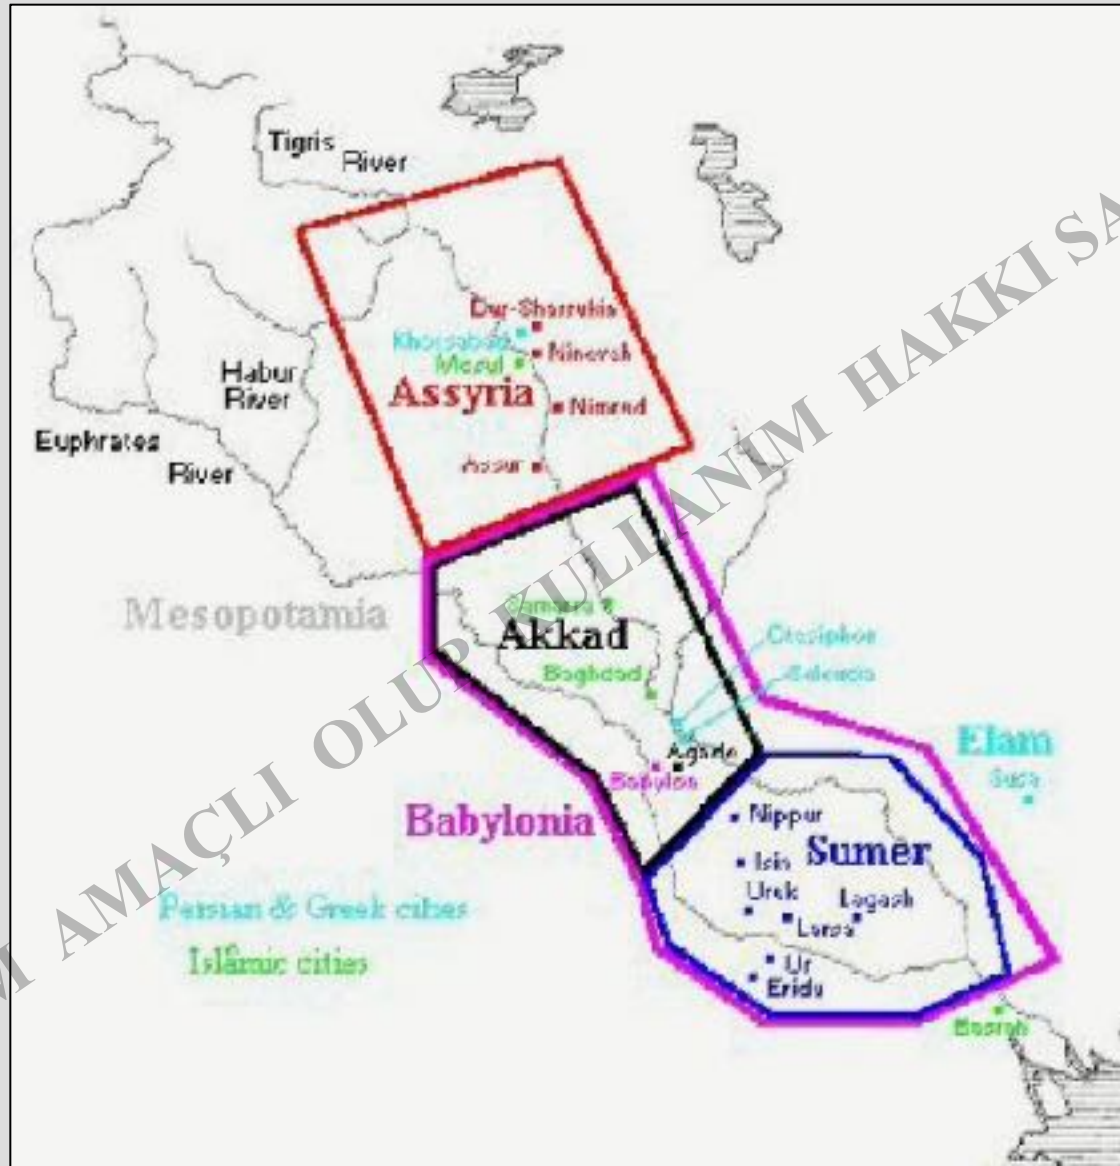 Tigris
River
Dur-Sharrukin
Khorsabad
Ninevah
Mosul
Habur
River
Assyria
Nimrud
Euphrates
River
Assur
Mesopotamia
Samarra
Akkad
Ctesiphon
Baghdad
Seleucia
Elam
Agade
Babylon
Susa
Babylonia
Nippur
Isin
Sumer
Uruk
Lagash
Larsa
Persian & Greek cities
Islâmic cities
Ur
Eridu
Basrah
AMAÇLI OLUP KULLANIM HAKKI